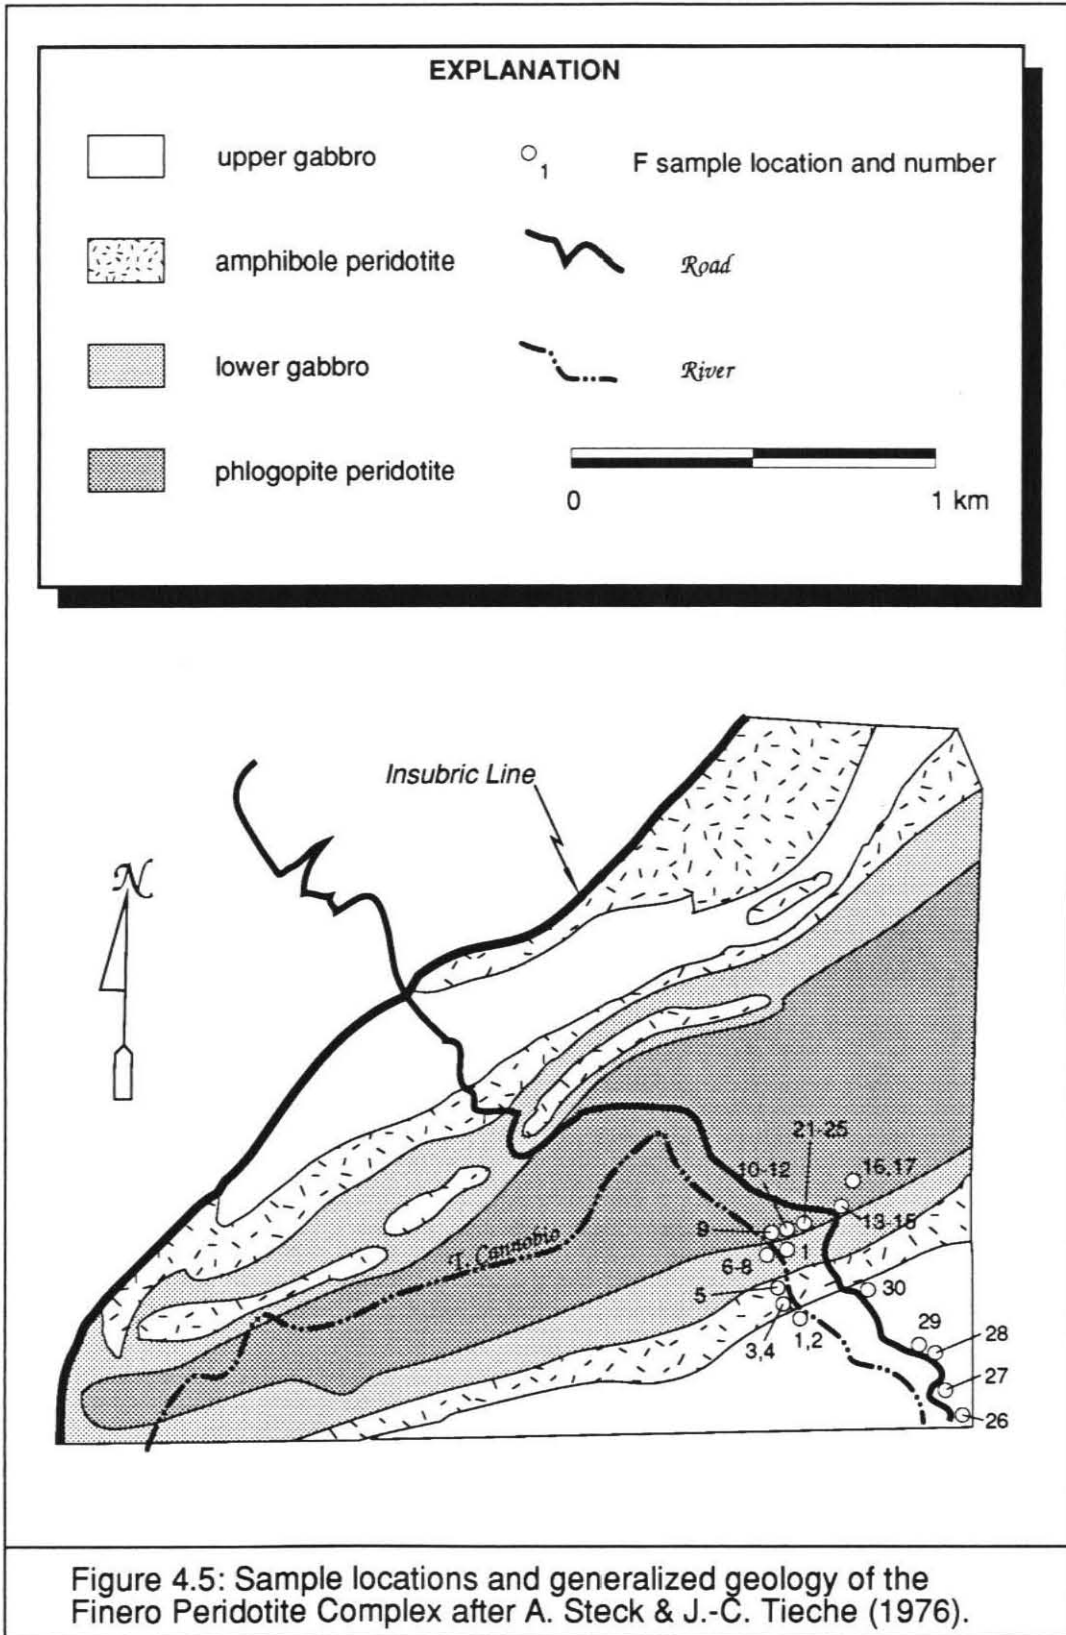 EXPLANATION
upper gabbro
1
F sample location and number
amphibole peridotite
Road
lower gabbro
River
phlogopite peridotite
0
1 km
Insubric Line
N
21-25
10-12
16,17
9
13-15
T. Cannobio
6-8
1
5
30
3,4
1,2
29
28
27
26
Figure 4.5: Sample locations and generalized geology of the
Finero Peridotite Complex after A. Steck & J.-C. Tieche (1976).